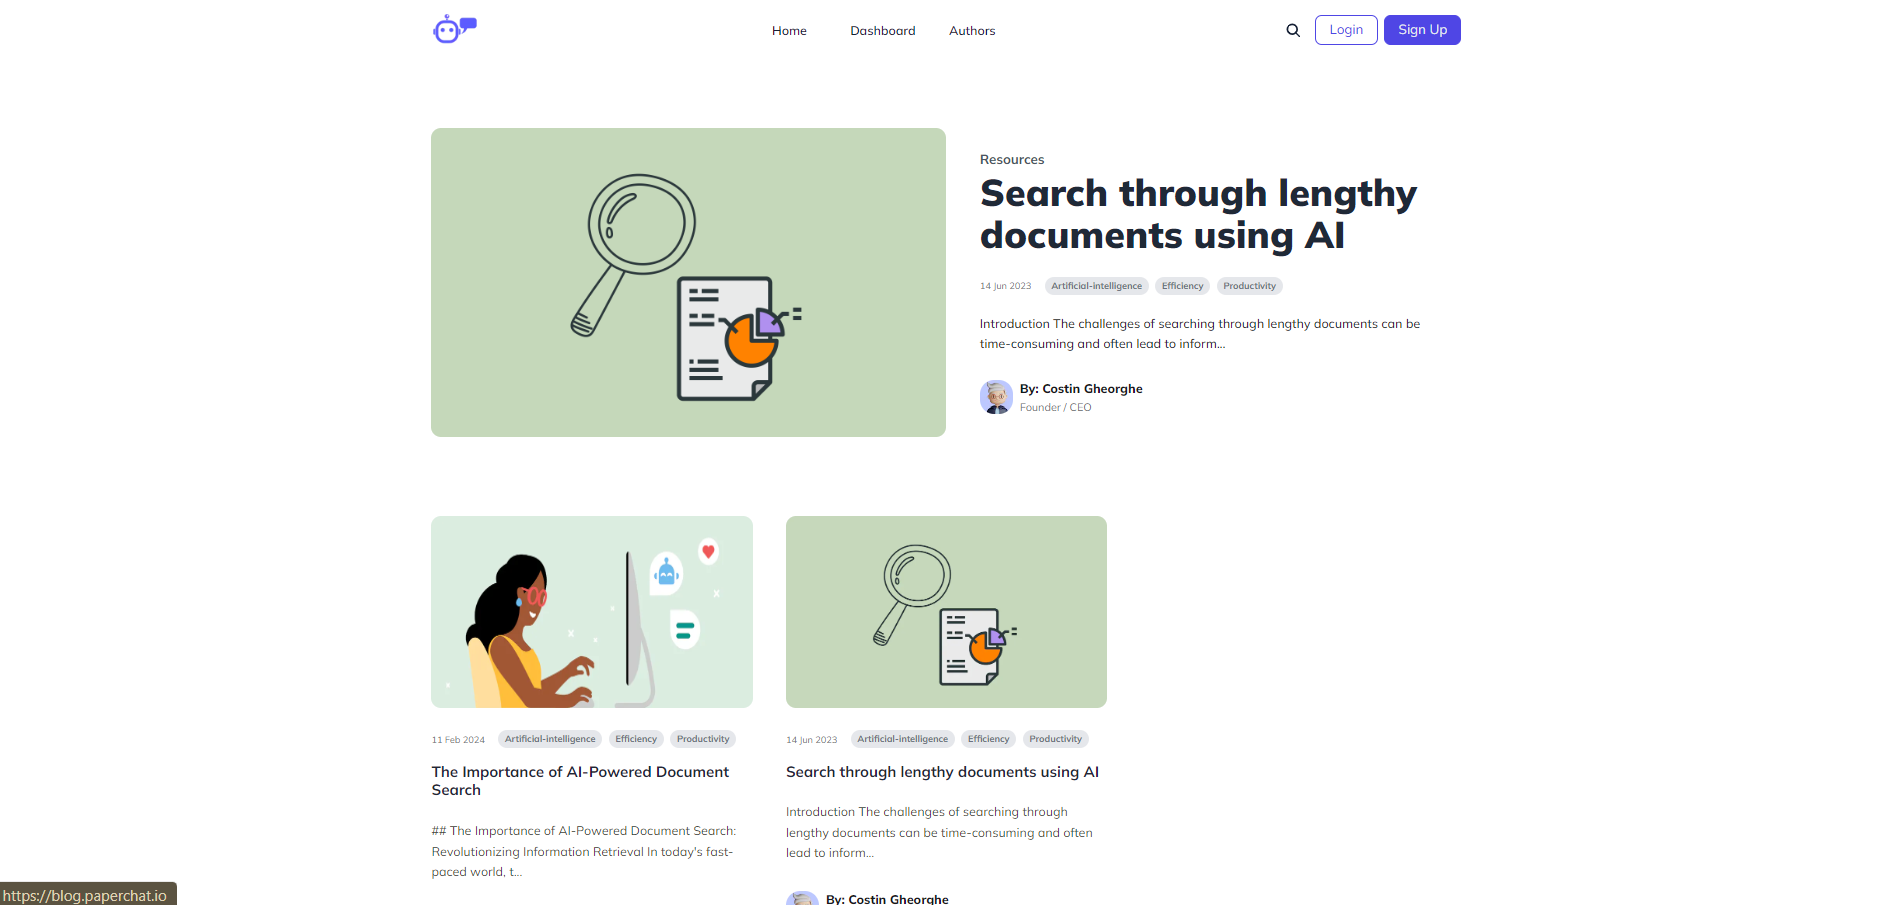 Home
Dashboard
Authors
Login
Sign Up
Resources
Search through lengthy
documents using AI
14 Jun 2023
Artificial-intelligence
Efficiency
Productivity
Introduction The challenges of searching through lengthy documents can be
time-consuming and often lead to inform...
By: Costin Gheorghe
Founder / CEO
11 Feb 2024
Artificial-intelligence
Efficiency
Productivity
The Importance of AI-Powered Document
Search
## The Importance of AI-Powered Document Search:
Revolutionizing Information Retrieval In today's fast-
paced world, t...
14 Jun 2023
Artificial-intelligence
Efficiency
Productivity
Search through lengthy documents using AI
Introduction The challenges of searching through
lengthy documents can be time-consuming and often
lead to inform...
By: Costin Gheorghe
https://blog.paperchat.io